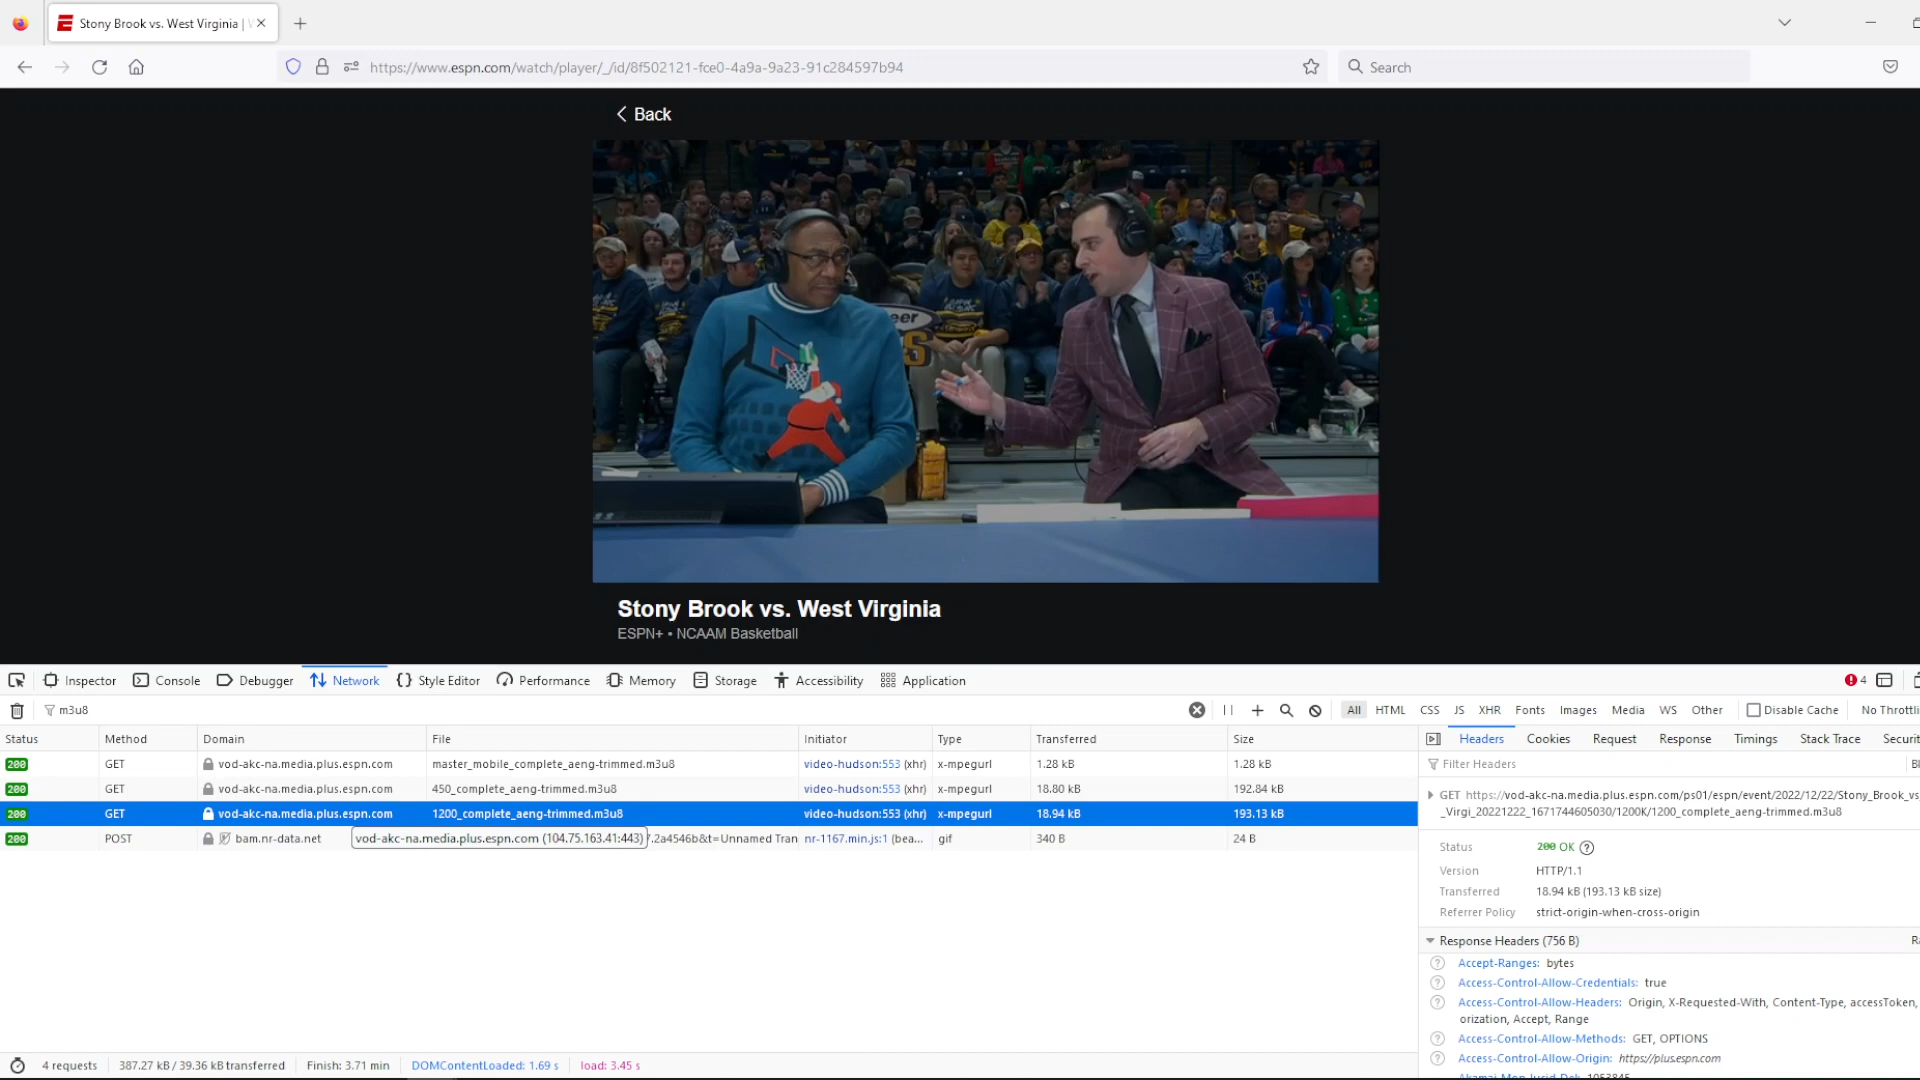 Stony Brook vs. West Virginia |
https://www.espn.com/watch/player/_/id/8f502121-fce0-4a9a-9a23-91c284597b94
Search
Back
eer
S
Stony Brook vs. West Virginia
ESPN+ • NCAAM Basketball
Inspector Console Debugger Network Style Editor Performance Memory Storage Accessibility Application 4
m3u8
All HTML CSS JS XHR Fonts Images Media WS Other Disable Cache No Throttli
Status Method Domain File Initiator Type Transferred Size
Headers Cookies Request Response Timings Stack Trace Securit
200 GET vod-akc-na.media.plus.espn.com master_mobile_complete_aeng-trimmed.m3u8 video-hudson:553 (xhr) x-mpegurl 1.28 kB 1.28 kB
200 GET vod-akc-na.media.plus.espn.com 450_complete_aeng-trimmed.m3u8 video-hudson:553 (xhr) x-mpegurl 18.80 kB 192.84 kB
200 GET vod-akc-na.media.plus.espn.com 1200_complete_aeng-trimmed.m3u8 video-hudson:553 (xhr) x-mpegurl 18.94 kB 193.13 kB
200 POST bam.nr-data.net vod-akc-na.media.plus.espn.com (104.75.163.41:443) 7.2a4546b&t=Unnamed Tran nr-1167.min.js:1 (bea... gif 340 B 24 B
Filter Headers Bl
GET https://vod-akc-na.media.plus.espn.com/ps01/espn/event/2022/12/22/Stony_Brook_vs
_Virgi_20221222_1671744605030/1200K/1200_complete_aeng-trimmed.m3u8
Status 200 OK
Version HTTP/1.1
Transferred 18.94 kB (193.13 kB size)
Referrer Policy strict-origin-when-cross-origin
Response Headers (756 B) Ra
Accept-Ranges: bytes
Access-Control-Allow-Credentials: true
Access-Control-Allow-Headers: Origin, X-Requested-With, Content-Type, accessToken,
orization, Accept, Range
Access-Control-Allow-Methods: GET, OPTIONS
Access-Control-Allow-Origin: https://plus.espn.com
4 requests 387.27 kB / 39.36 kB transferred Finish: 3.71 min DOMContentLoaded: 1.69 s load: 3.45 s